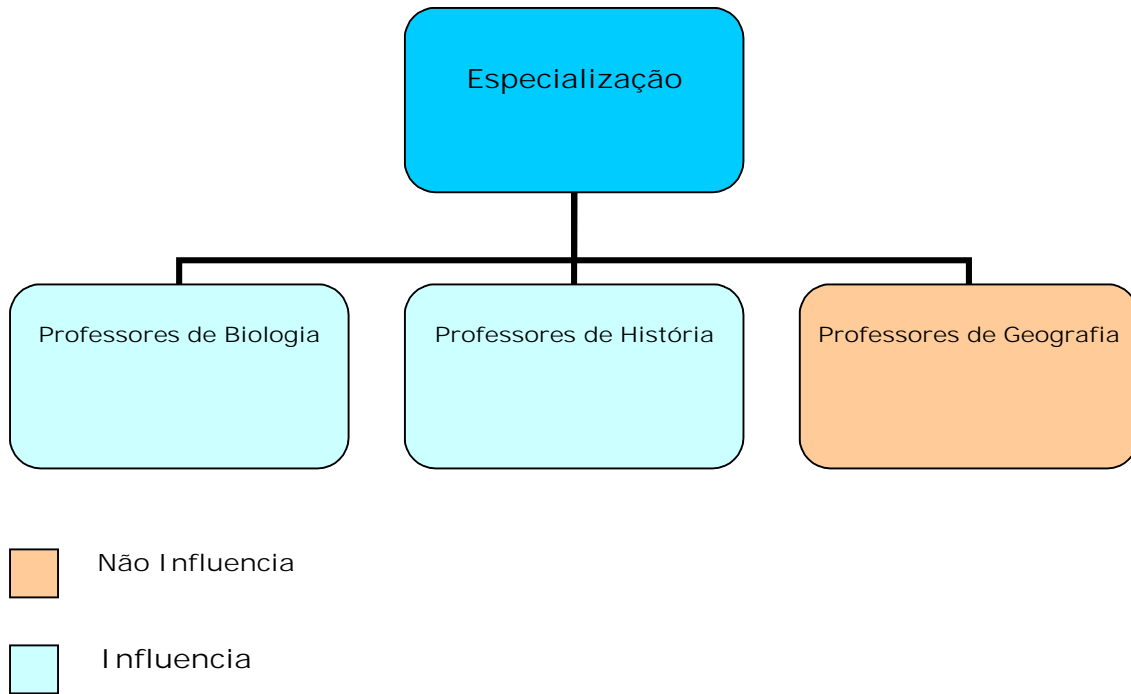 Especialização
Professores de Biologia
Professores de História
Professores de Geografia
Não Influencia
Influencia